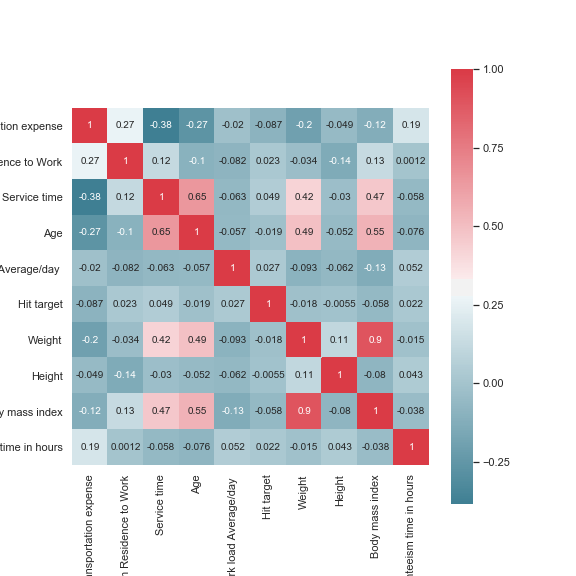 1.00
tion expense 1 0.27 -0.38 -0.27 -0.02 -0.087 -0.2 -0.049 -0.12 0.19
ence to Work 0.27 1 0.12 -0.1 -0.082 0.023 -0.034 -0.14 0.13 0.0012
0.75
Service time -0.38 0.12 1 0.65 -0.063 0.049 0.42 -0.03 0.47 -0.058
Age -0.27 -0.1 0.65 1 -0.057 -0.019 0.49 -0.052 0.55 -0.076
0.50
Average/day -0.02 -0.082 -0.063 -0.057 1 0.027 -0.093 -0.062 -0.13 0.052
Hit target -0.087 0.023 0.049 -0.019 0.027 1 -0.018 -0.0055 -0.058 0.022
0.25
Weight -0.2 -0.034 0.42 0.49 -0.093 -0.018 1 0.11 0.9 -0.015
Height -0.049 -0.14 -0.03 -0.052 -0.062 -0.0055 0.11 1 -0.08 0.043
0.00
y mass index -0.12 0.13 0.47 0.55 -0.13 -0.058 0.9 -0.08 1 -0.038
time in hours 0.19 0.0012 -0.058 -0.076 0.052 0.022 -0.015 0.043 -0.038 1
-0.25
nsportation expense
n Residence to Work
Service time
Age
rk load Average/day
Hit target
Weight
Height
Body mass index
nteeism time in hours